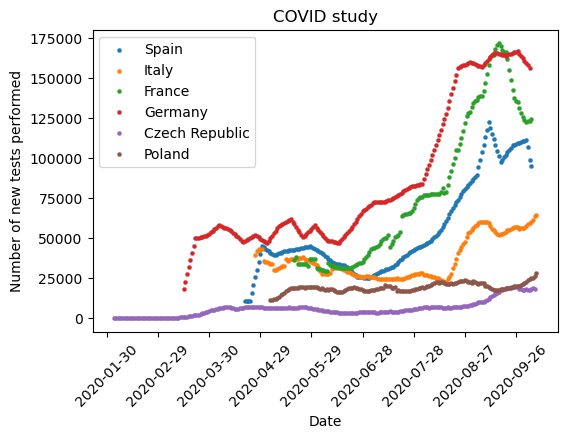 COVID study
Number of new tests performed
175000
150000
125000
100000
75000
50000
25000
0
Spain
Italy
France
Germany
Czech Republic
Poland
2020-01-30
2020-02-29
2020-03-30
2020-04-29
2020-05-29
2020-06-28
2020-07-28
2020-08-27
2020-09-26
Date